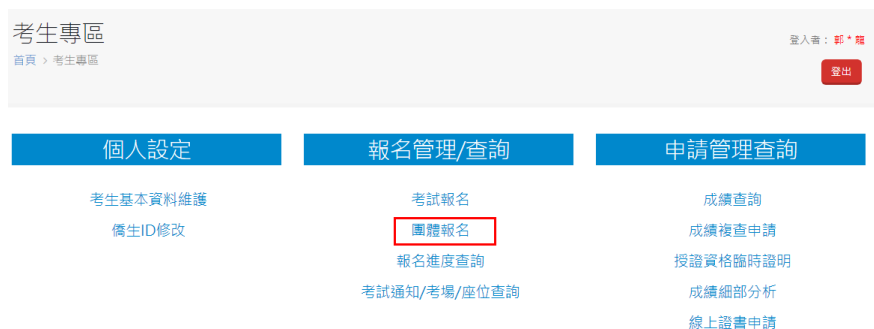 考生專區
首頁 > 考生專區
登入者：郭*龍
登出
個人設定
考生基本資料維護
僑生ID修改
報名管理/查詢
考試報名
團體報名
報名進度查詢
考試通知/考場/座位查詢
申請管理查詢
成績查詢
成績複查申請
授證資格臨時證明
成績細部分析
線上證書申請